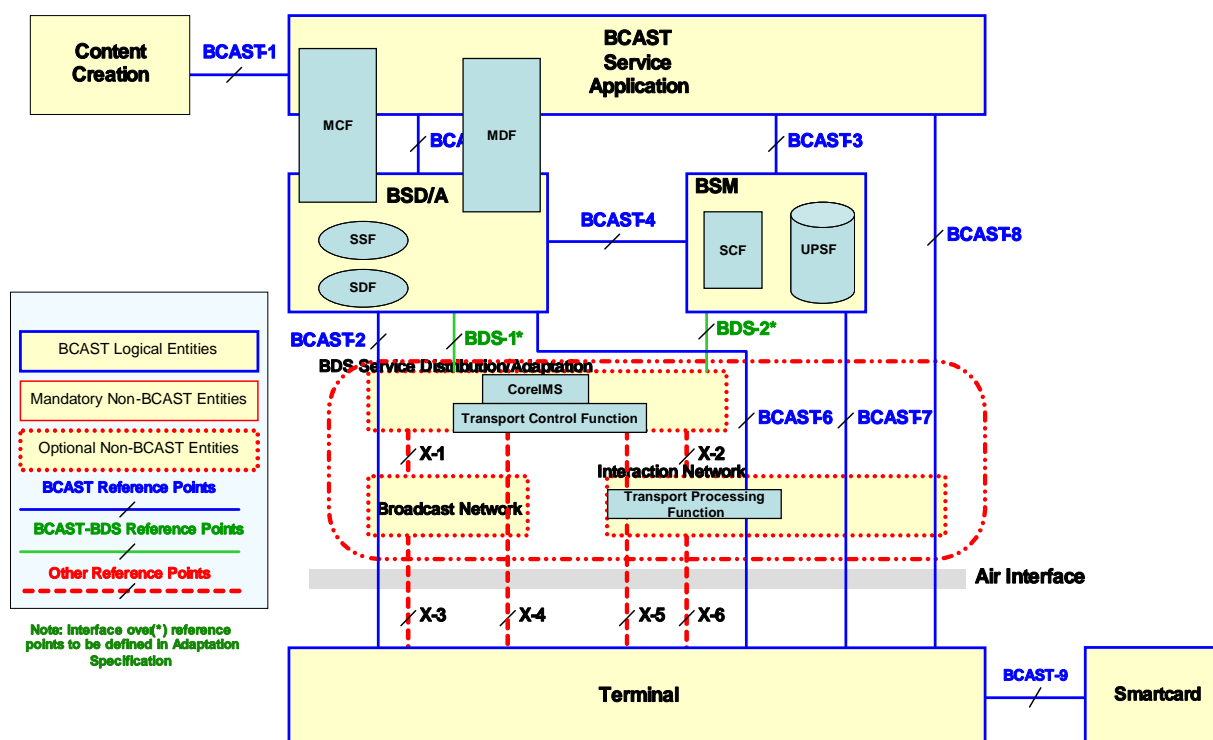 Content
Creation
BCAST-1
BCAST
Service
Application
MCF
BCA
MDF
BCAST-3
BSD/A
BSM
SSF
SDF
BCAST-4
SCF
UPSF
BCAST-8
BCAST-2
BDS-1*
BDS-2*
BDS Service Distribution/Adaptation
CoreIMS
Transport Control Function
BCAST-6
BCAST-7
X-1
X-2
Interaction Network
Broadcast Network
Transport Processing
Function
Air Interface
X-3
X-4
X-5
X-6
Terminal
BCAST-9
Smartcard
BCAST Logical Entities
Mandatory Non-BCAST Entities
Optional Non-BCAST Entities
BCAST Reference Points
BCAST-BDS Reference Points
Other Reference Points
Note: Interface over(*) reference
points to be defined in Adaptation
Specification